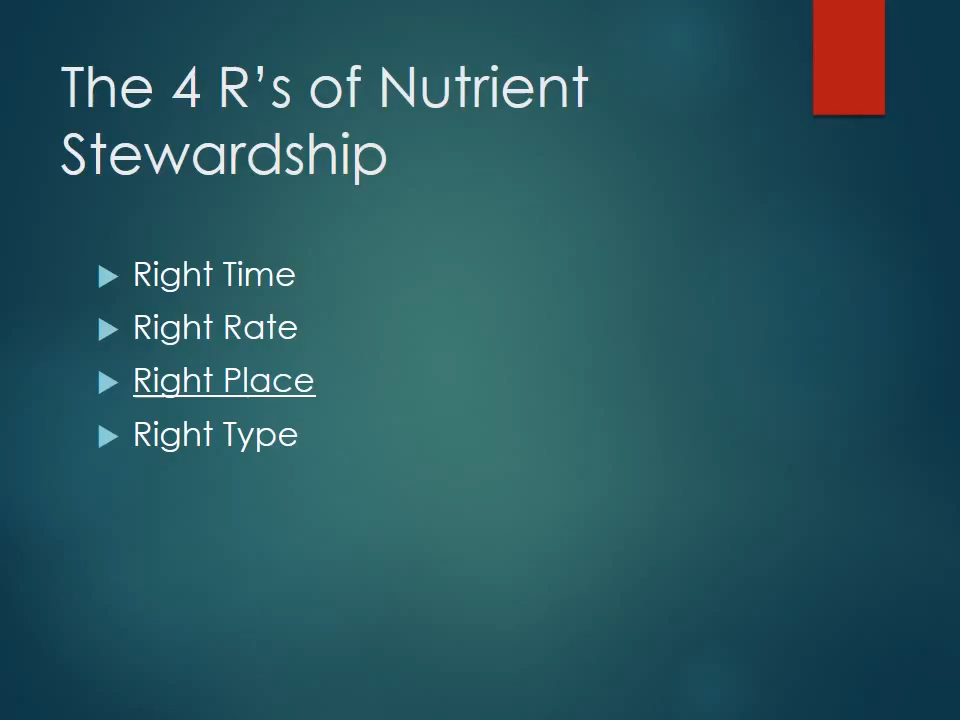 The 4 R’s of Nutrient
Stewardship
Right Time
Right Rate
Right Place
Right Type